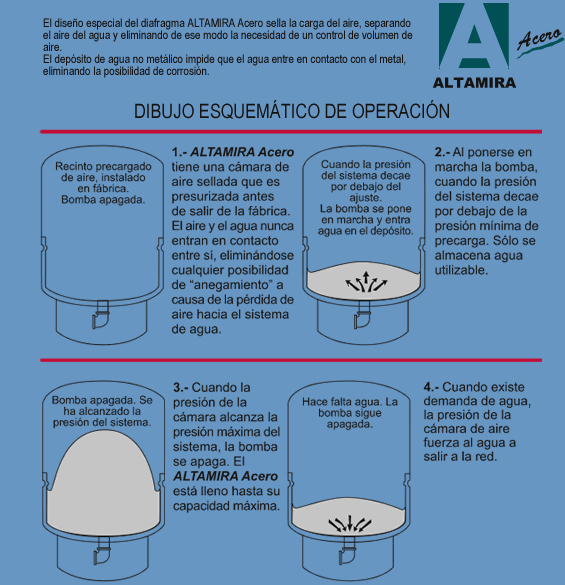 El diseño especial del diafragma ALTAMIRA Acero sella la carga del aire, separando
el aire del agua y eliminando de ese modo la necesidad de un control de volumen de
aire.
El depósito de agua no metálico impide que el agua entre en contacto con el metal,
eliminando la posibilidad de corrosión.
A
Acero
ALTAMIRA
DIBUJO ESQUEMÁTICO DE OPERACIÓN
Recinto precargado
de aire, instalado
en fábrica.
Bomba apagada.
1.- ALTAMIRA Acero
tiene una cámara de
aire sellada que es
presurizada antes
de salir de la fábrica.
El aire y el agua nunca
entran en contacto
entre sí, eliminándose
cualquier posibilidad
de “anegamiento” a
causa de la pérdida de
aire hacia el sistema
de agua.
Cuando la presión
del sistema decae
por debajo del
ajuste.
La bomba se pone
en marcha y entra
agua en el depósito.
2.- Al ponerse en
marcha la bomba,
cuando la presión
del sistema decae
por debajo de la
presión mínima de
precarga. Sólo se
almacena agua
utilizable.
Bomba apagada. Se
ha alcanzado la
presión del sistema.
3.- Cuando la
presión de la
cámara alcanza la
presión máxima del
sistema, la bomba
se apaga. El
ALTAMIRA Acero
está lleno hasta su
capacidad máxima.
Hace falta agua. La
bomba sigue
apagada.
4.- Cuando existe
demanda de agua,
la presión de la
cámara de aire
fuerza al agua a
salir a la red.